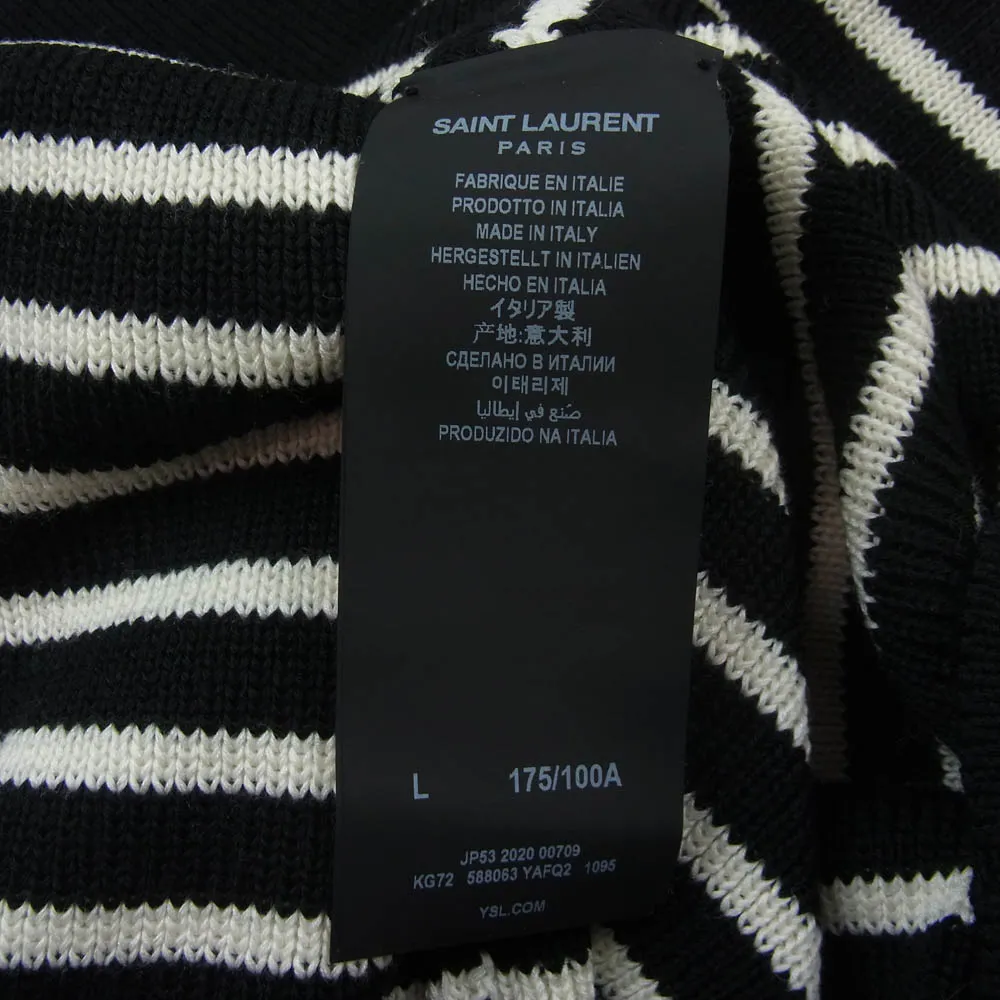 SAINT LAURENT
PARIS
FABRIQUE EN ITALIE
PRODOTTO IN ITALIA
MADE IN ITALY
HERGESTELLT IN ITALIEN
HECHO EN ITALIA
イタリア製
产地:意大利
СДЕЛАНО В ИТАЛИИ
이태리제
صنع في إيطاليا
PRODUZIDO NA ITALIA
L 175/100A
JP53 2020 00709
KG72 588063 YAFQ2 1095
YSL.COM